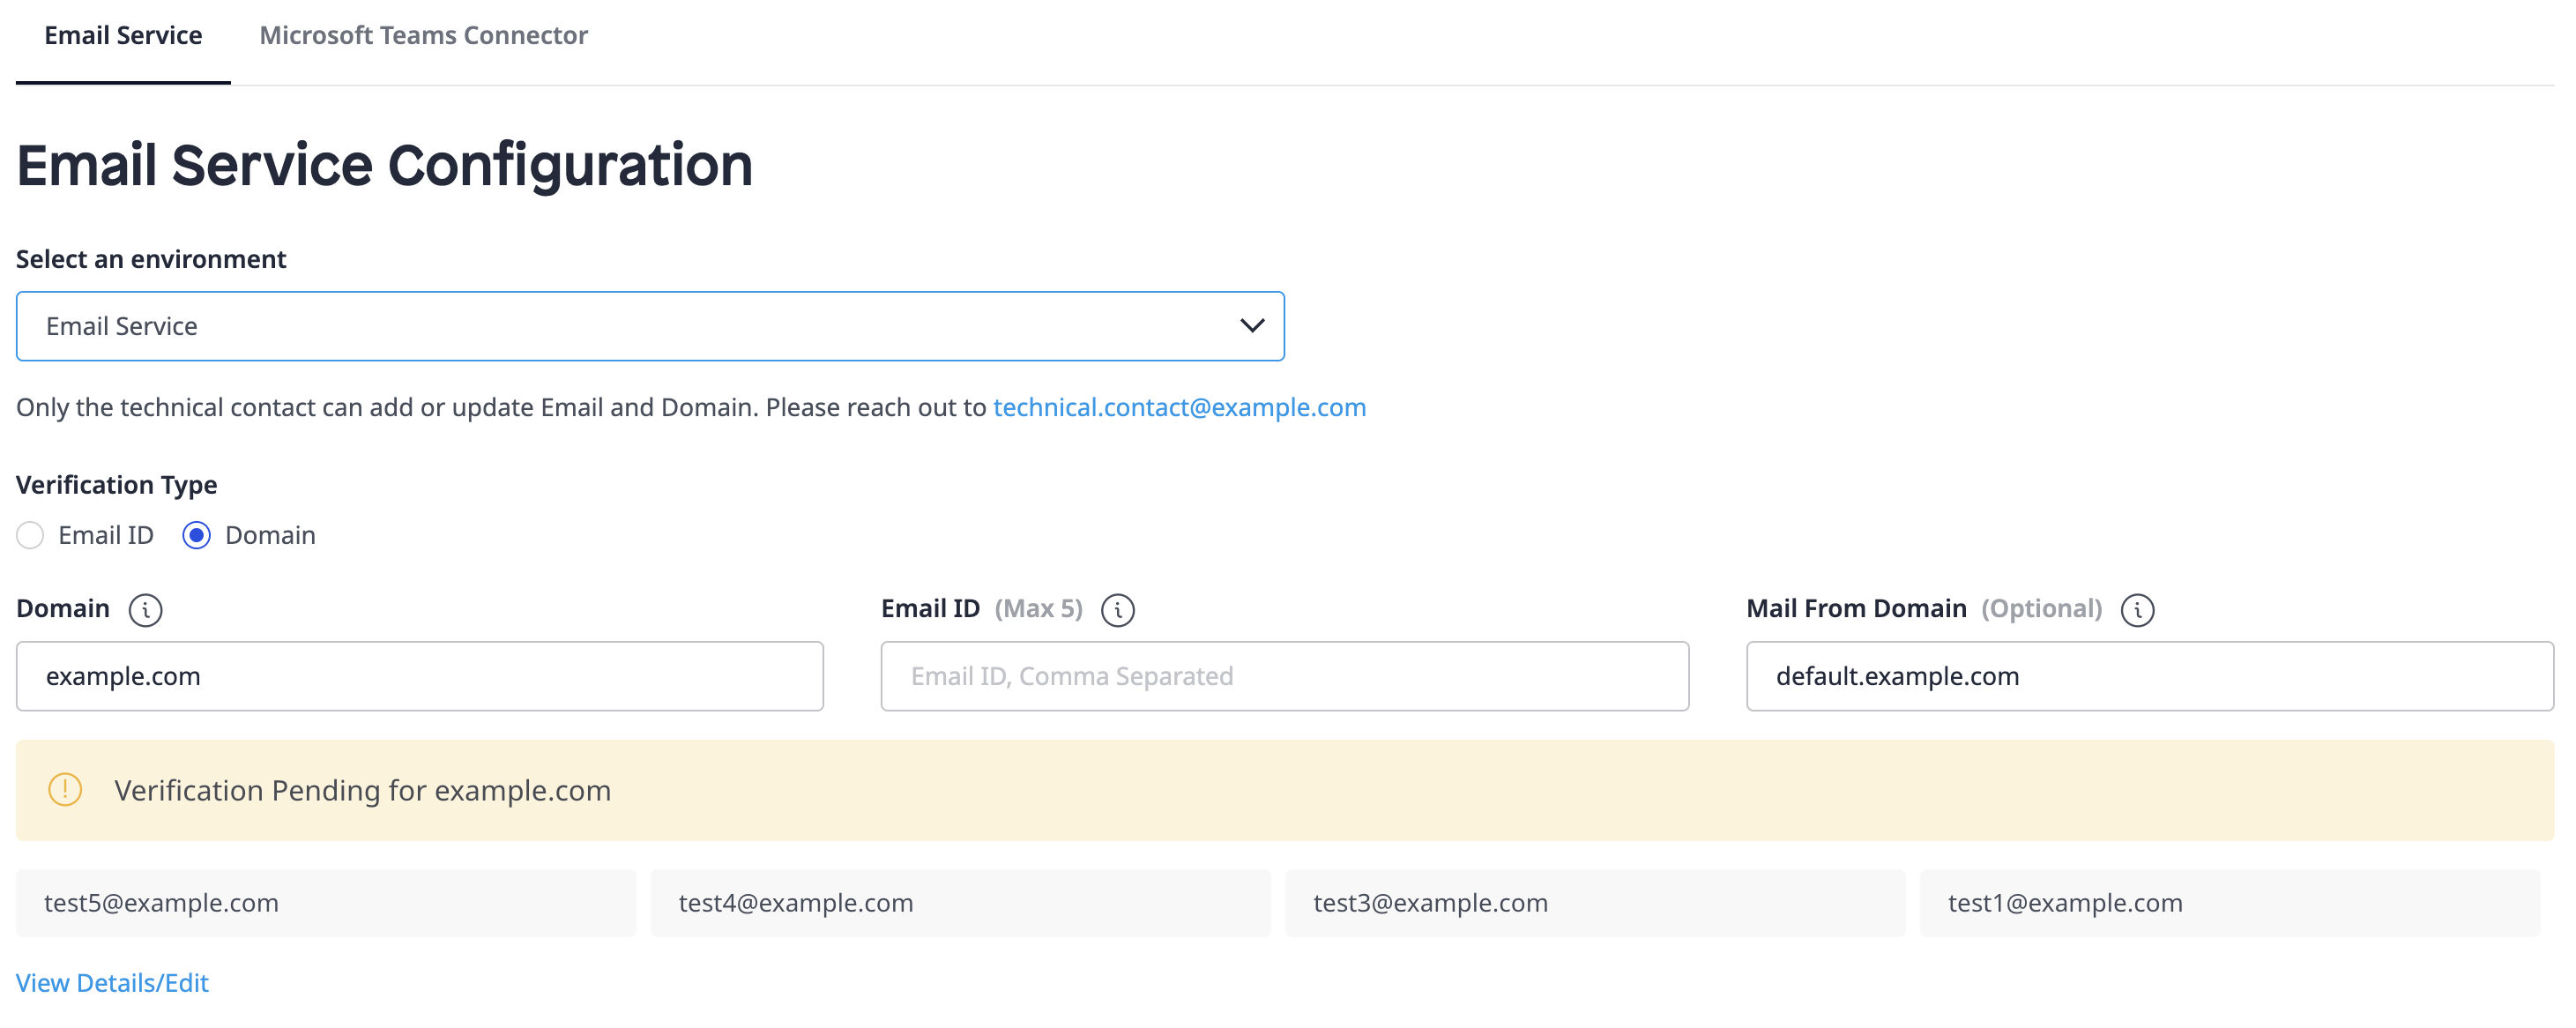 Email Service Microsoft Teams Connector
Email Service Configuration
Select an environment
Email Service
Only the technical contact can add or update Email and Domain. Please reach out to technical.contact@example.com
Verification Type
Email ID Domain
Domain Email ID (Max 5) Mail From Domain (Optional)
example.com Email ID, Comma Separated default.example.com
Verification Pending for example.com
test5@example.com test4@example.com test3@example.com test1@example.com
View Details/Edit